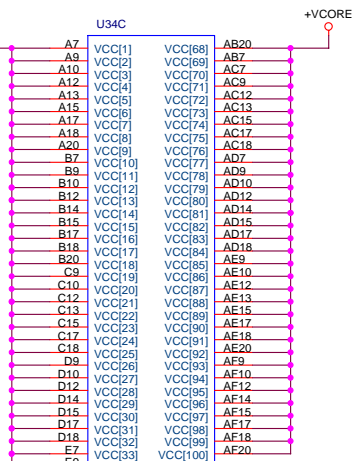 +VCORE
U34C
A7 VCC[1] VCC[68] AB20
A9 VCC[2] VCC[69] AB7
A10 VCC[3] VCC[70] AC7
A12 VCC[4] VCC[71] AC9
A13 VCC[5] VCC[72] AC12
A15 VCC[6] VCC[73] AC13
A17 VCC[7] VCC[74] AC15
A18 VCC[8] VCC[75] AC17
A20 VCC[9] VCC[76] AC18
B7 VCC[10] VCC[77] AD7
B9 VCC[11] VCC[78] AD9
B10 VCC[12] VCC[79] AD10
B12 VCC[13] VCC[80] AD12
B14 VCC[14] VCC[81] AD14
B15 VCC[15] VCC[82] AD15
B17 VCC[16] VCC[83] AD17
B18 VCC[17] VCC[84] AD18
B20 VCC[18] VCC[85] AE9
C9 VCC[19] VCC[86] AE10
C10 VCC[20] VCC[87] AE12
C12 VCC[21] VCC[88] AE13
C13 VCC[22] VCC[89] AE15
C15 VCC[23] VCC[90] AE17
C17 VCC[24] VCC[91] AE18
C18 VCC[25] VCC[92] AE20
D9 VCC[26] VCC[93] AF9
D10 VCC[27] VCC[94] AF10
D12 VCC[28] VCC[95] AF12
D14 VCC[29] VCC[96] AF14
D15 VCC[30] VCC[97] AF15
D17 VCC[31] VCC[98] AF17
D18 VCC[32] VCC[99] AF18
E7 VCC[33] VCC[100] AF20